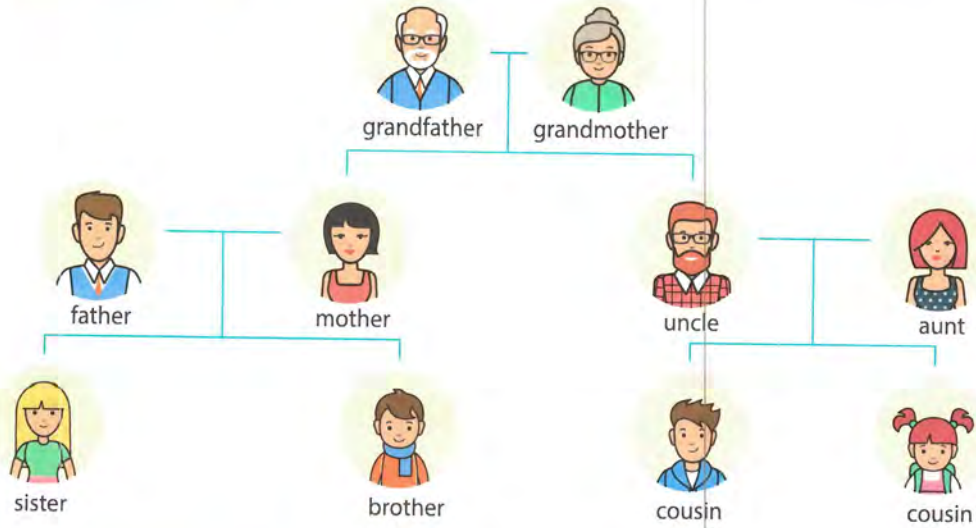 grandfather grandmother
father mother uncle aunt
sister brother cousin cousin